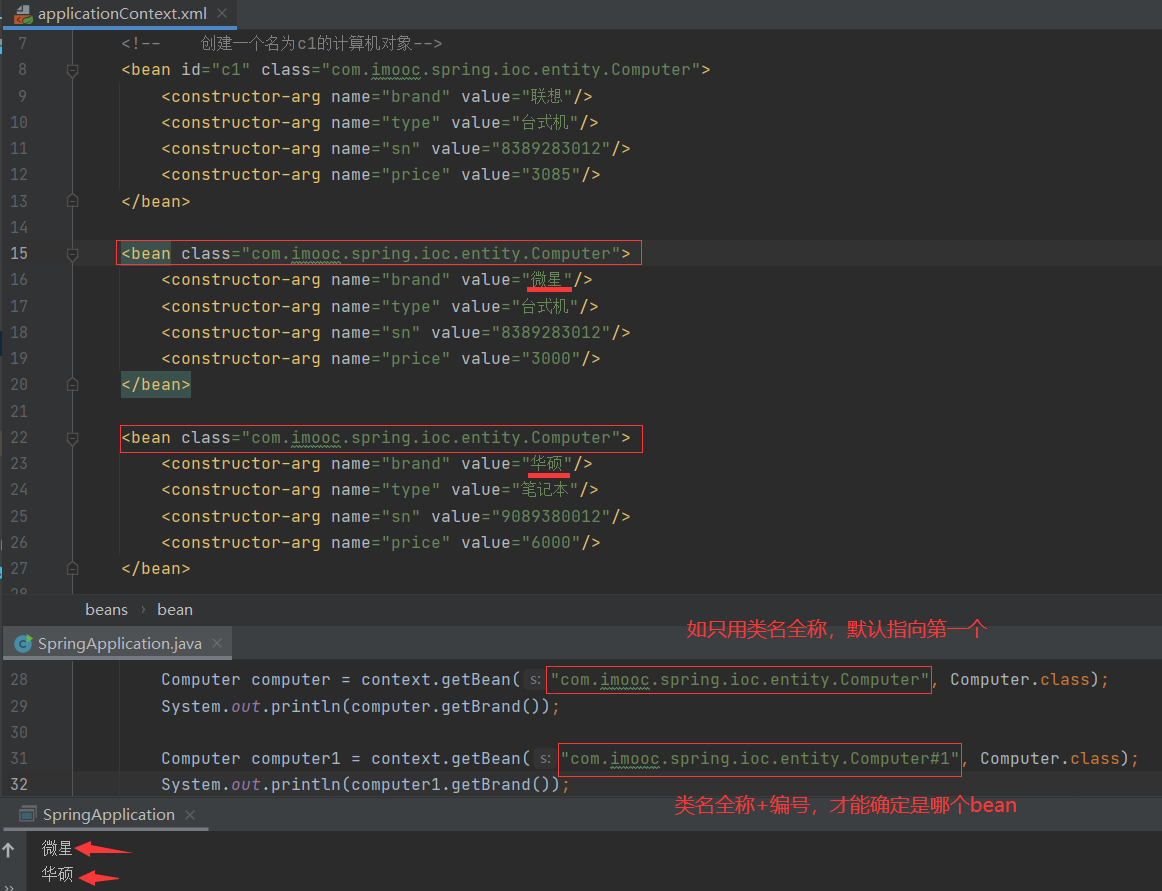 applicationContext.xml
7 <!-- 创建一个名为c1的计算机对象-->
8 <bean id="c1" class="com.imooc.spring.ioc.entity.Computer">
9 <constructor-arg name="brand" value="联想"/>
10 <constructor-arg name="type" value="台式机"/>
11 <constructor-arg name="sn" value="8389283012"/>
12 <constructor-arg name="price" value="3085"/>
13 </bean>
14
15 <bean class="com.imooc.spring.ioc.entity.Computer">
16 <constructor-arg name="brand" value="微星"/>
17 <constructor-arg name="type" value="台式机"/>
18 <constructor-arg name="sn" value="8389283012"/>
19 <constructor-arg name="price" value="3000"/>
20 </bean>
21
22 <bean class="com.imooc.spring.ioc.entity.Computer">
23 <constructor-arg name="brand" value="华硕"/>
24 <constructor-arg name="type" value="笔记本"/>
25 <constructor-arg name="sn" value="9089380012"/>
26 <constructor-arg name="price" value="6000"/>
27 </bean>
28
beans › bean
如只用类名全称，默认指向第一个
SpringApplication.java
28 Computer computer = context.getBean( s: "com.imooc.spring.ioc.entity.Computer", Computer.class);
29 System.out.println(computer.getBrand());
30
31 Computer computer1 = context.getBean( s: "com.imooc.spring.ioc.entity.Computer#1", Computer.class);
32 System.out.println(computer1.getBrand());
类名全称+编号，才能确定是哪个bean
SpringApplication
微星
华硕